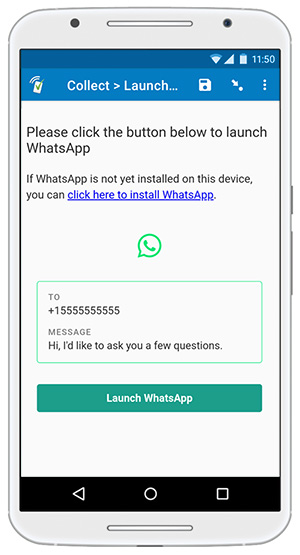 11:50
Collect > Launch…
Please click the button below to launch
WhatsApp
If WhatsApp is not yet installed on this device,
you can click here to install WhatsApp.
TO
+15555555555
MESSAGE
Hi, I'd like to ask you a few questions.
Launch WhatsApp